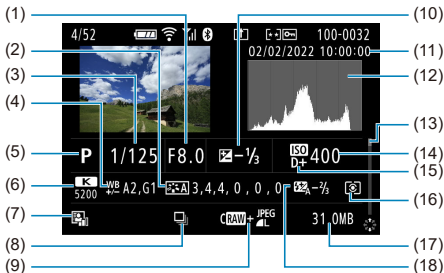 (1) (10)
4/52 100-0032
(2) 02/02/2022 10:00:00 (11)
(3) (12)
(4)
(13)
(5) P 1/125 F8.0 -1/3 ISO 400 (14)
D+ (15)
(6) K 5200 WB A2,G1 A 3,4,4, 0 , 0 , 0 A-2/3 (16)
(7)
(8) CRAW+ JPEG L 31.0MB (17)
(9) (18)